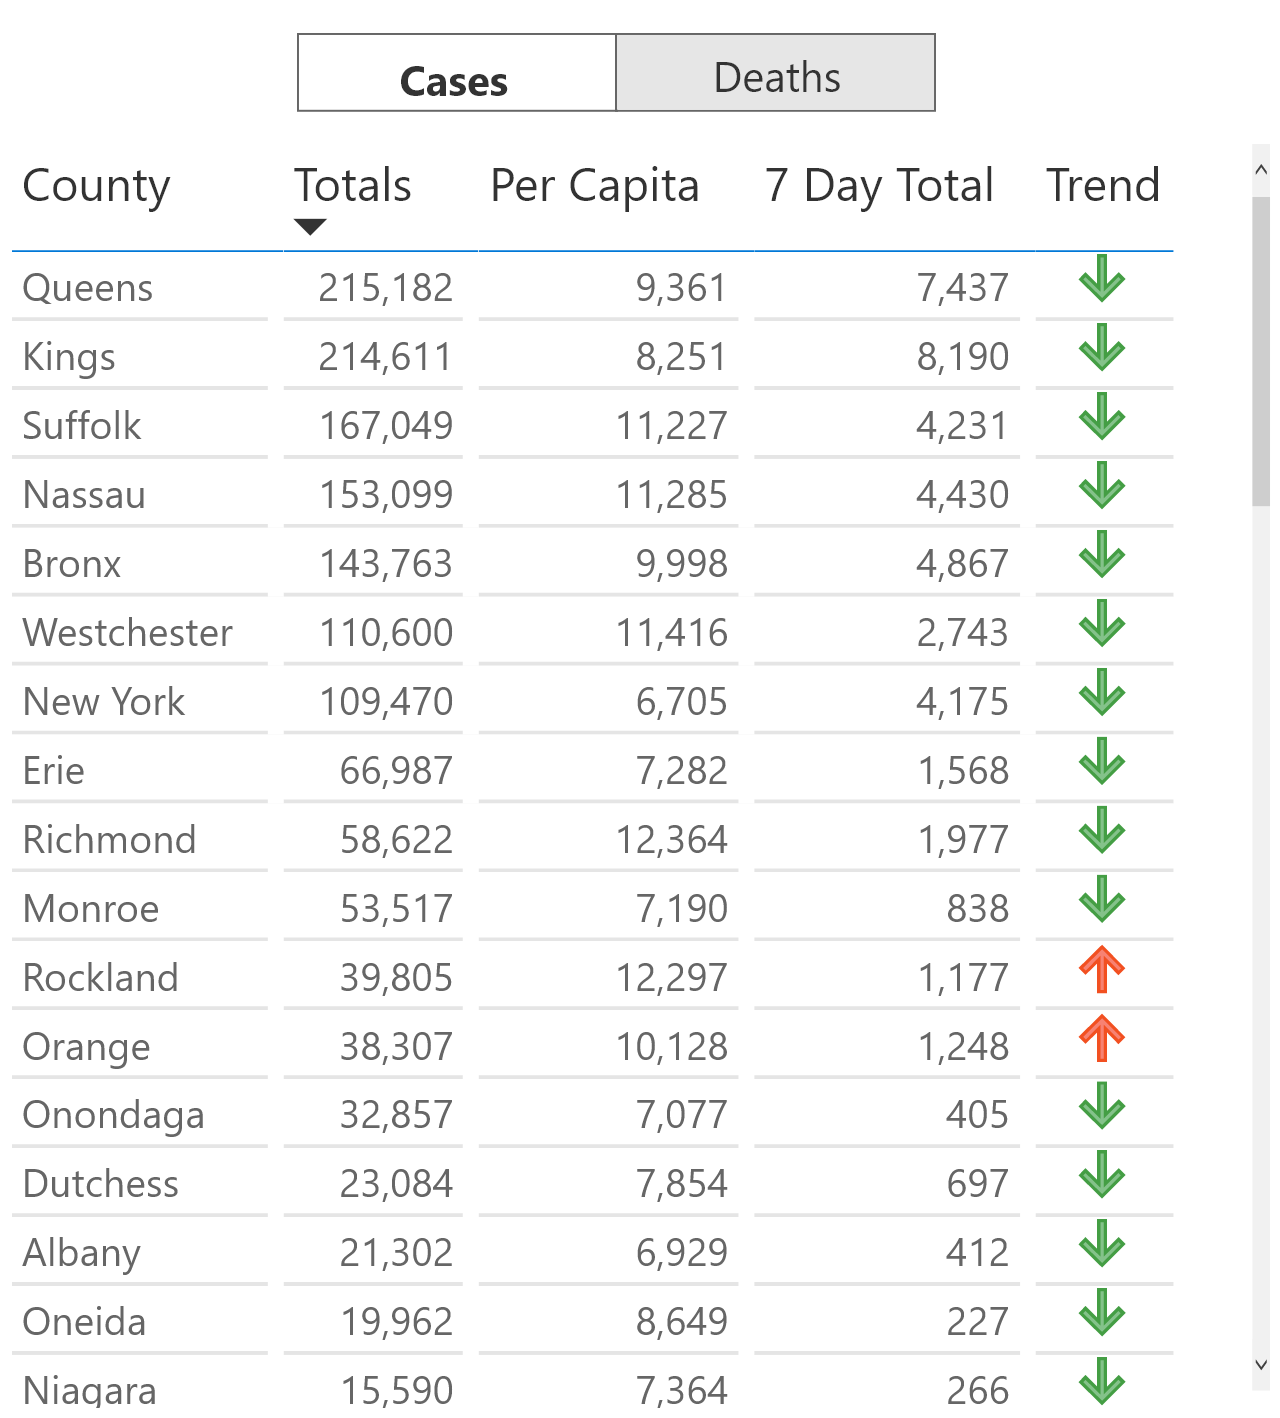 Cases Deaths
County Totals Per Capita 7 Day Total Trend
Queens 215,182 9,361 7,437
Kings 214,611 8,251 8,190
Suffolk 167,049 11,227 4,231
Nassau 153,099 11,285 4,430
Bronx 143,763 9,998 4,867
Westchester 110,600 11,416 2,743
New York 109,470 6,705 4,175
Erie 66,987 7,282 1,568
Richmond 58,622 12,364 1,977
Monroe 53,517 7,190 838
Rockland 39,805 12,297 1,177
Orange 38,307 10,128 1,248
Onondaga 32,857 7,077 405
Dutchess 23,084 7,854 697
Albany 21,302 6,929 412
Oneida 19,962 8,649 227
Niagara 15,590 7,364 266